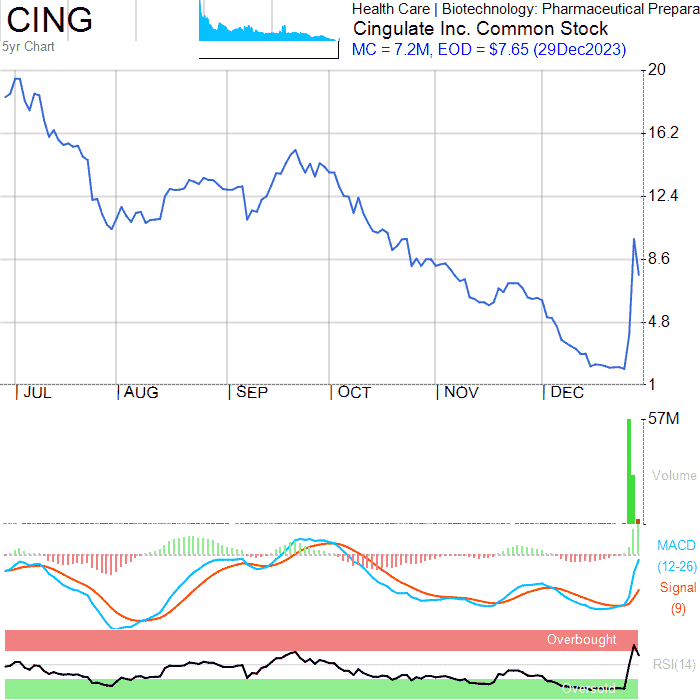 CING
5yr Chart
Health Care | Biotechnology: Pharmaceutical Prepara
Cingulate Inc. Common Stock
MC = 7.2M, EOD = $7.65 (29Dec2023)
20
16.2
12.4
8.6
4.8
1
JUL AUG SEP OCT NOV DEC
57M
Volume
MACD
(12-26)
Signal
(9)
Overbought
RSI(14)
Oversold